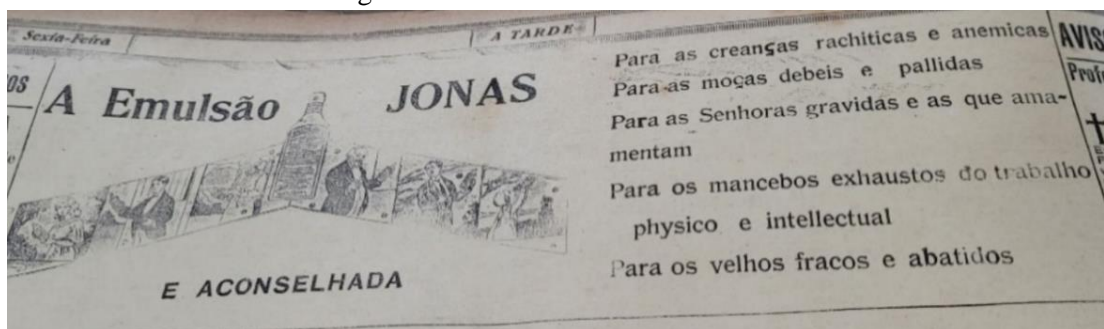 Sexta-Feira
A TARDE
A Emulsão JONAS
E ACONSELHADA
Para as creanças rachiticas e anemicas
Para as moças debeis e pallidas
Para as Senhoras gravidas e as que ama-
mentam
Para os mancebos exhaustos do trabalho
physico e intellectual
Para os velhos fracos e abatidos
AVIS
Prof